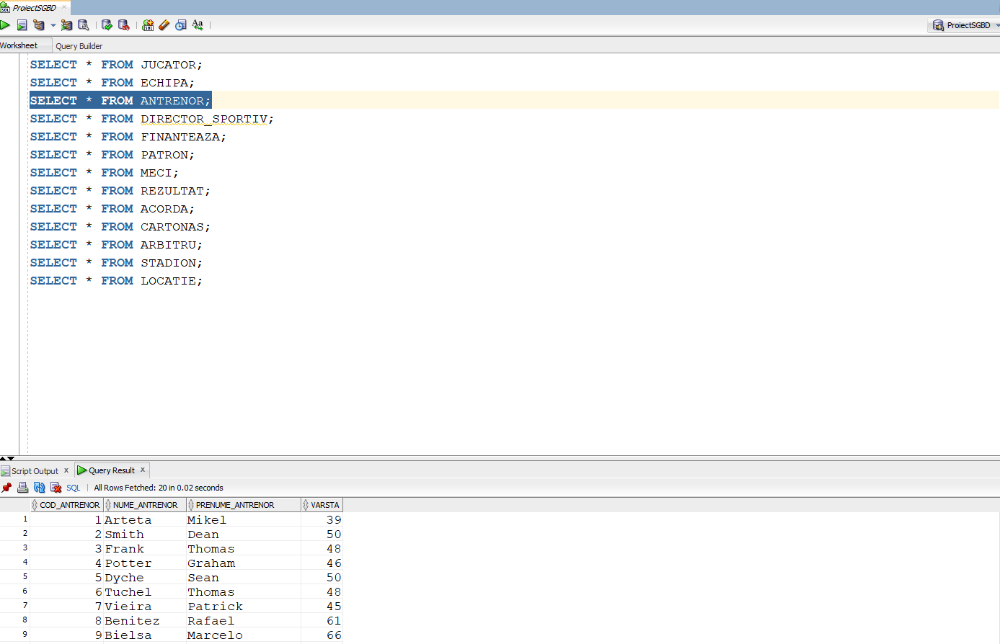 ProiectSGBD
ProiectSGBD
Worksheet Query Builder
SELECT * FROM JUCATOR;
SELECT * FROM ECHIPA;
SELECT * FROM ANTRENOR;
SELECT * FROM DIRECTOR_SPORTIV;
SELECT * FROM FINANTEAZA;
SELECT * FROM PATRON;
SELECT * FROM MECI;
SELECT * FROM REZULTAT;
SELECT * FROM ACORDA;
SELECT * FROM CARTONAS;
SELECT * FROM ARBITRU;
SELECT * FROM STADION;
SELECT * FROM LOCATIE;
Script Output x Query Result x
SQL | All Rows Fetched: 20 in 0.02 seconds
COD_ANTRENOR NUME_ANTRENOR PRENUME_ANTRENOR VARSTA
1 1 Arteta Mikel 39
2 2 Smith Dean 50
3 3 Frank Thomas 48
4 4 Potter Graham 46
5 5 Dyche Sean 50
6 6 Tuchel Thomas 48
7 7 Vieira Patrick 45
8 8 Benitez Rafael 61
9 9 Bielsa Marcelo 66